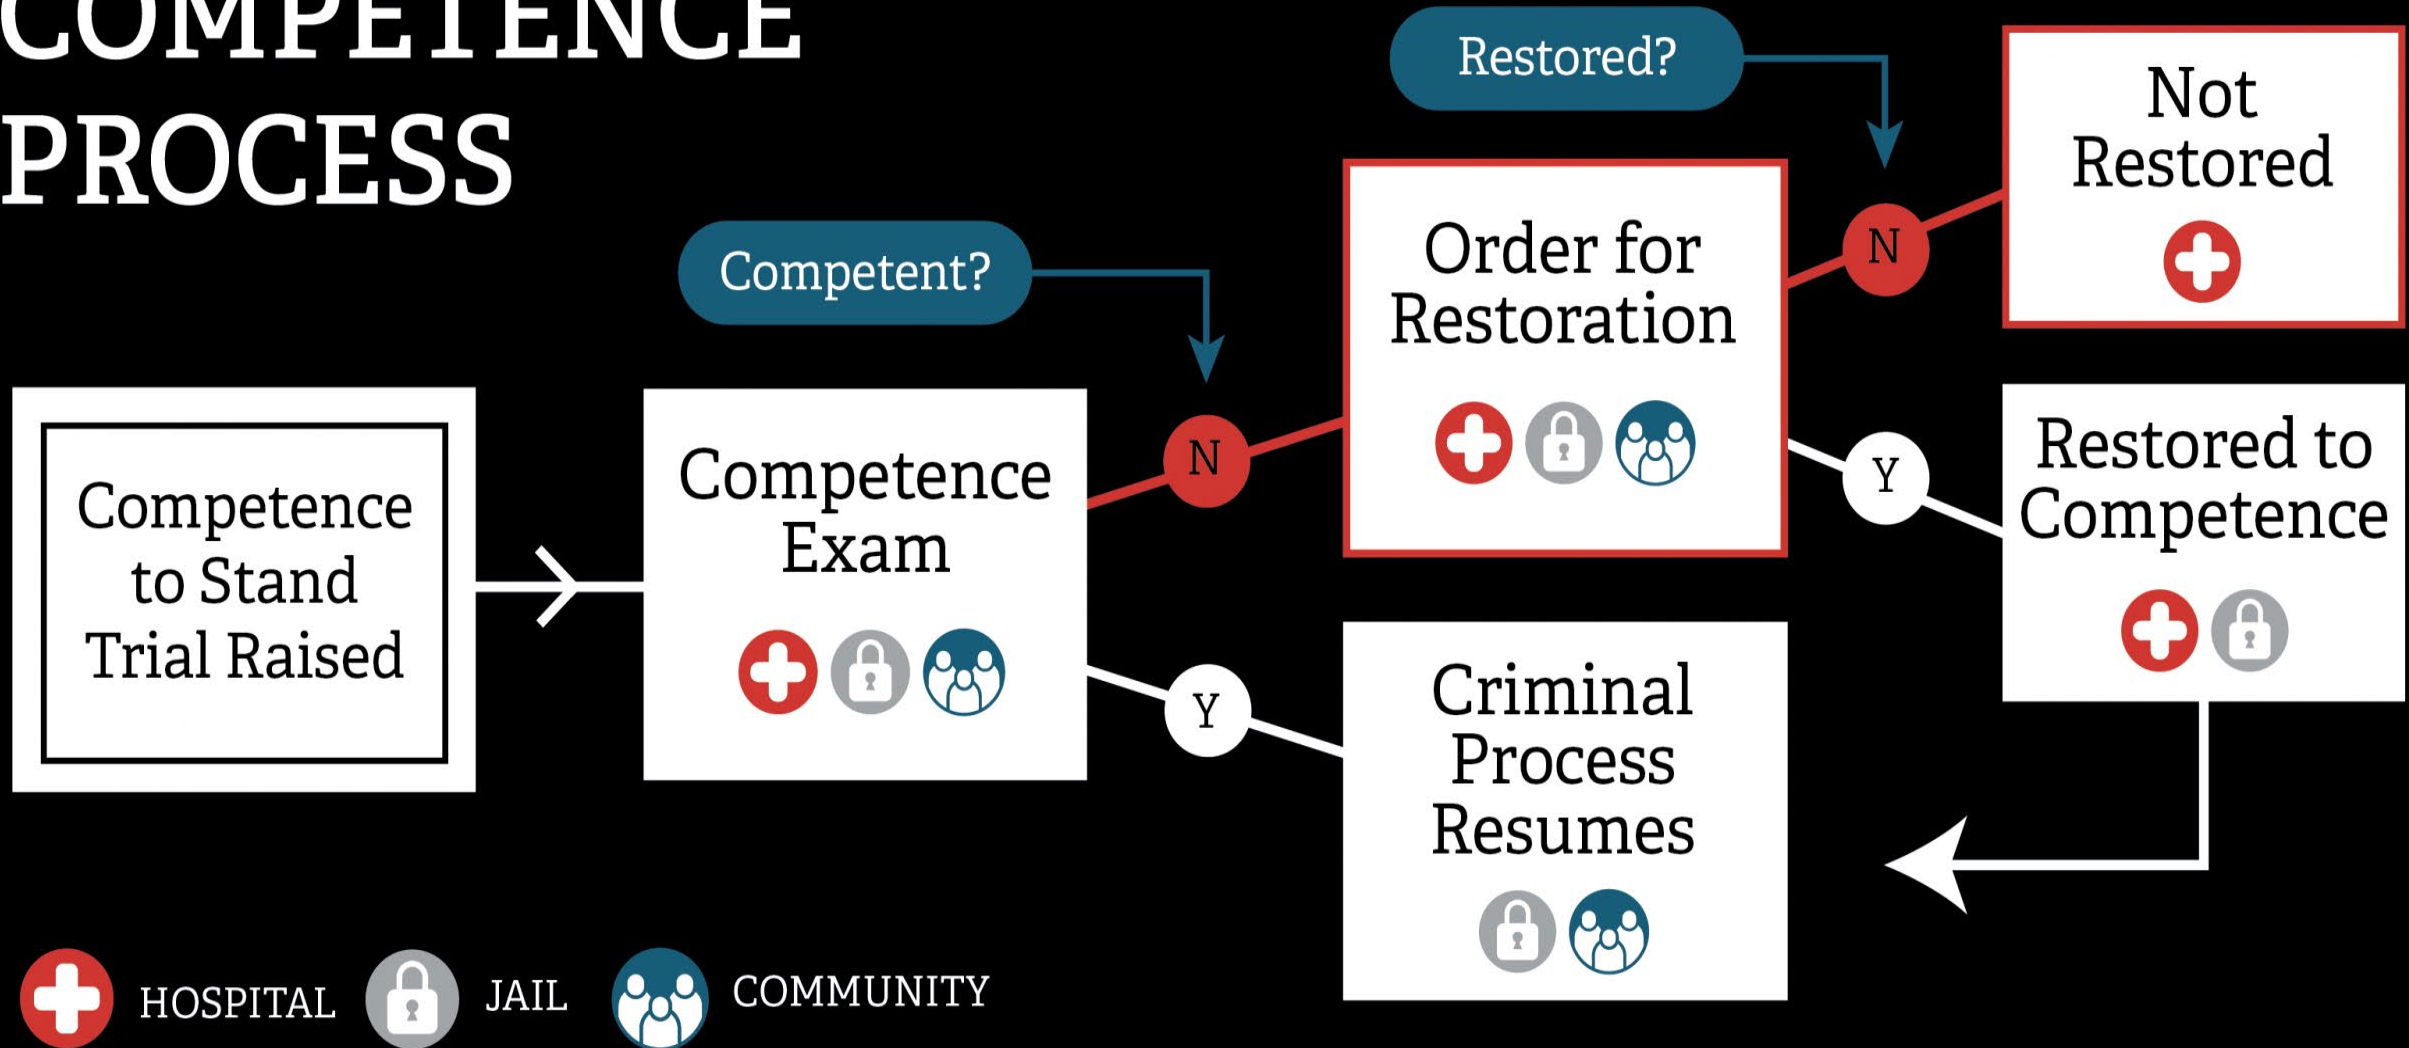 COMPETENCE
PROCESS
Competence
to Stand
Trial Raised
Competent?
Competence
Exam
N
Y
Restored?
Order for
Restoration
N
Y
Not
Restored
Restored to
Competence
Criminal
Process
Resumes
HOSPITAL
JAIL
COMMUNITY